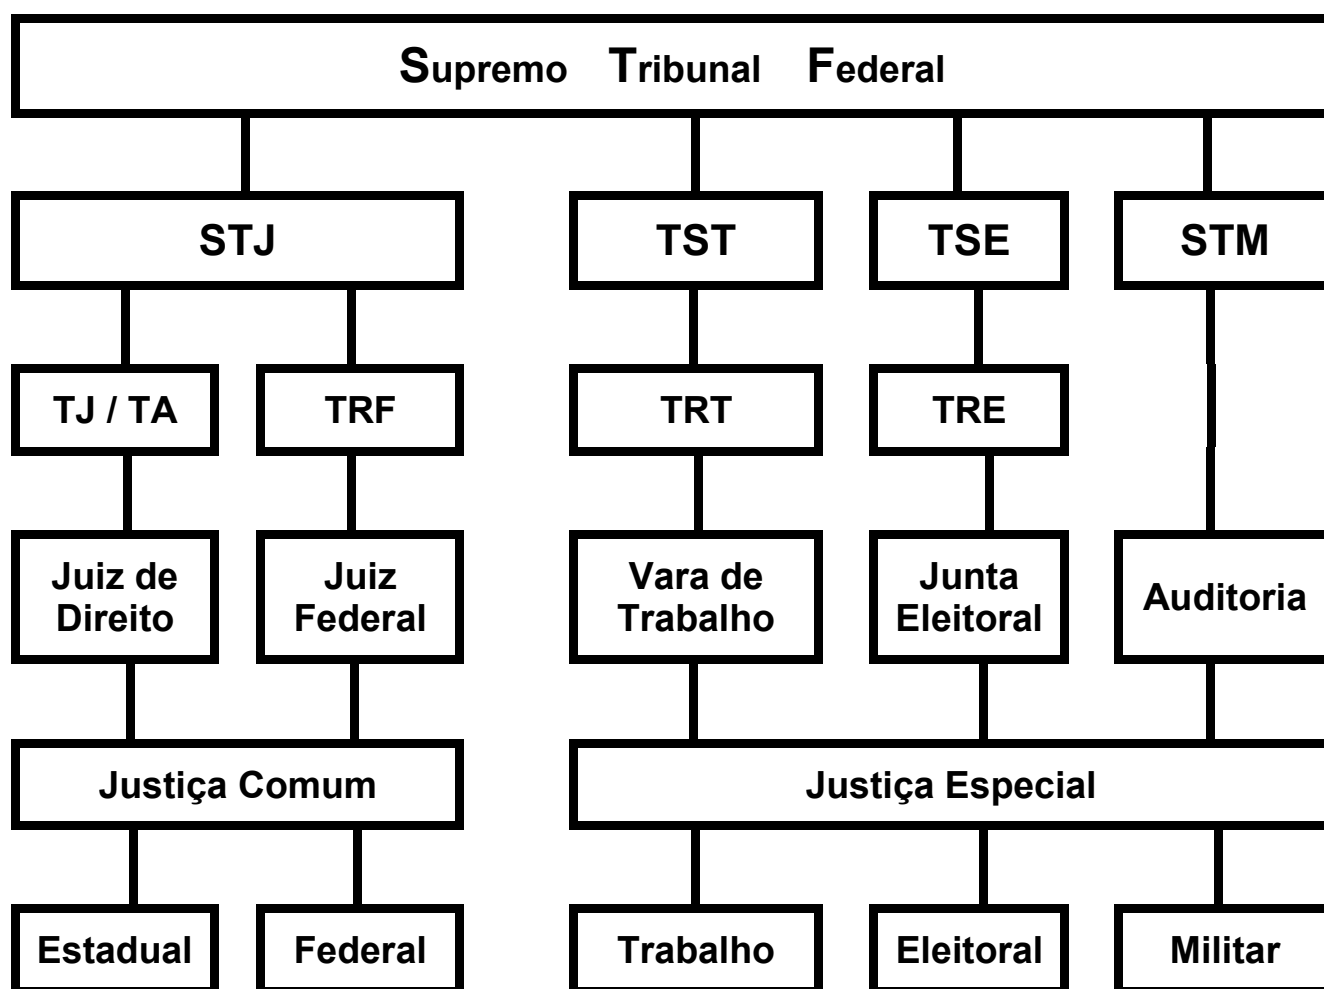 Supremo Tribunal Federal
STJ
TST
TSE
STM
TJ / TA
TRF
TRT
TRE
Juiz de
Direito
Juiz
Federal
Vara de
Trabalho
Junta
Eleitoral
Auditoria
Justiça Comum
Justiça Especial
Estadual
Federal
Trabalho
Eleitoral
Militar